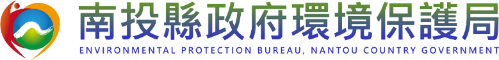 南投縣政府環境保護局
ENVIRONMENTAL PROTECTION BUREAU, NANTOU COUNTRY GOVERNMENT